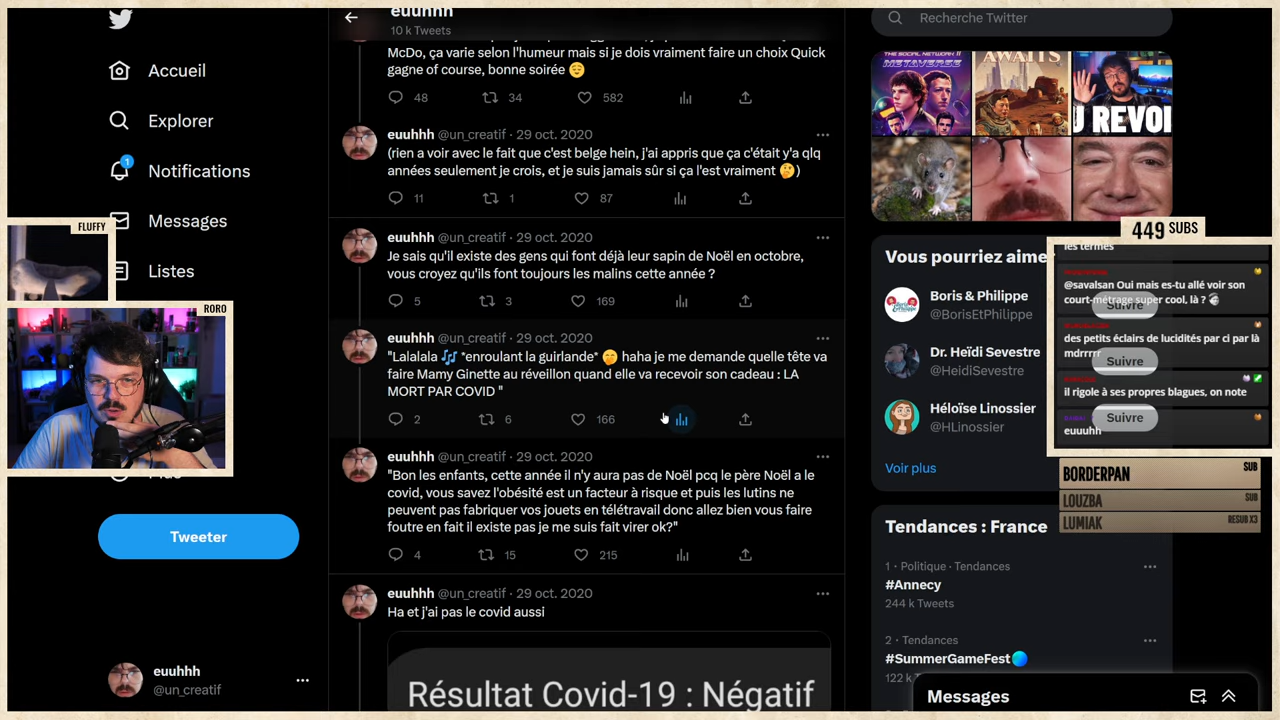 euuhhh
10 k Tweets
McDo, ça varie selon l'humeur mais si je dois vraiment faire un choix Quick
gagne of course, bonne soirée 😌
48 34 582
euuhhh @un_creatif · 29 oct. 2020
(rien a voir avec le fait que c'est belge hein, j'ai appris que ça c'était y'a qlq
années seulement je crois, et je suis jamais sûr si ça l'est vraiment 🤔)
11 1 87
euuhhh @un_creatif · 29 oct. 2020
Je sais qu'il existe des gens qui font déjà leur sapin de Noël en octobre,
vous croyez qu'ils font toujours les malins cette année ?
5 3 169
euuhhh @un_creatif · 29 oct. 2020
"Lalalala 🎶 *enroulant la guirlande* 🤭 haha je me demande quelle tête va
faire Mamy Ginette au réveillon quand elle va recevoir son cadeau : LA
MORT PAR COVID "
2 6 166
euuhhh @un_creatif · 29 oct. 2020
"Bon les enfants, cette année il n'y aura pas de Noël pcq le père Noël a le
covid, vous savez l'obésité est un facteur à risque et puis les lutins ne
peuvent pas fabriquer vos jouets en télétravail donc allez bien vous faire
foutre en fait il existe pas je me suis fait virer ok?"
4 15 215
euuhhh @un_creatif · 29 oct. 2020
Ha et j'ai pas le covid aussi
Résultat Covid-19 : Négatif
Accueil
Explorer
1
Notifications
Messages
Listes
FLUFFY
RORO
Tweeter
euuhhh
@un_creatif
Recherche Twitter
THE SOCIAL NETWORK II
METAVERSE
AWAITS
U REVOI
449 SUBS
Vous pourriez aime
Boris & Philippe
@BorisEtPhilippe
Dr. Heïdi Sevestre
@HeidiSevestre
Héloïse Linossier
@HLinossier
Voir plus
Suivre
Suivre
Suivre
les termes
@savalsan Oui mais es-tu allé voir son
court-métrage super cool, là ?
des petits éclairs de lucidités par ci par là
mdrrrrr
il rigole à ses propres blagues, on note
euuuhh
BORDERPAN SUB
LOUZBA SUB
LUMIAK RESUB X3
Tendances : France
1 · Politique · Tendances
#Annecy
244 k Tweets
2 · Tendances
#SummerGameFest
122 k
Messages